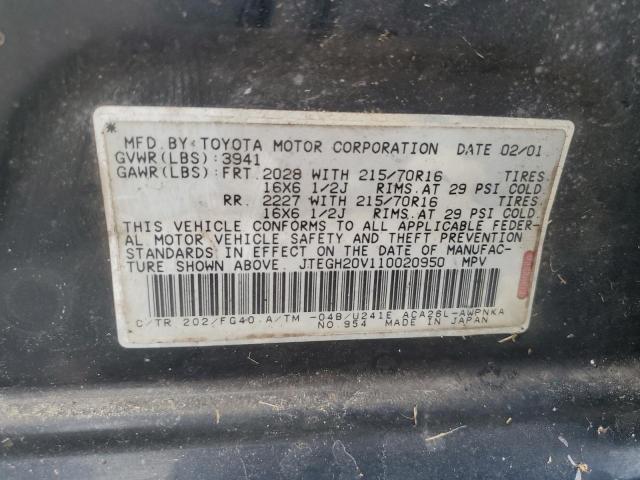 MFD. BY: TOYOTA MOTOR CORPORATION DATE 02/01
GVWR(LBS): 3941
GAWR(LBS): FRT. 2028 WITH 215/70R16 TIRES
16X6 1/2J RIMS. AT 29 PSI COLD.
RR. 2227 WITH 215/70R16 TIRES
16X6 1/2J RIMS. AT 29 PSI COLD.
THIS VEHICLE CONFORMS TO ALL APPLICABLE FEDER-
AL MOTOR VEHICLE SAFETY AND THEFT PREVENTION
STANDARDS IN EFFECT ON THE DATE OF MANUFAC-
TURE SHOWN ABOVE. JTEGH20V110020950 MPV
C/TR 202/FG40 A/TM -04B/U241E ACA26L-AWPNKA
NO.954 MADE IN JAPAN